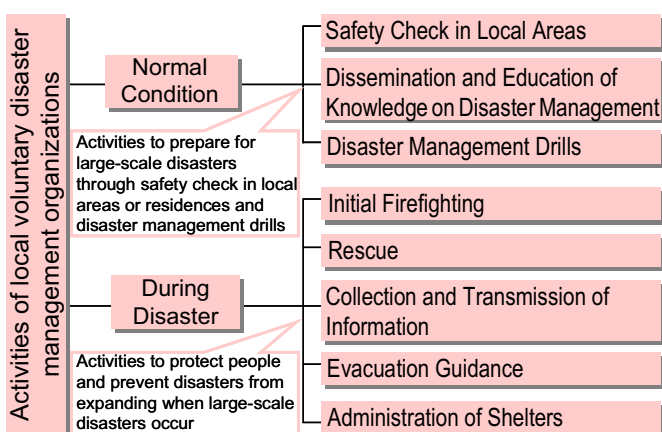 Activities of local voluntary disaster
management organizations
Normal
Condition
Activities to prepare for
large-scale disasters
through safety check in local
areas or residences and
disaster management drills
Safety Check in Local Areas
Dissemination and Education of
Knowledge on Disaster Management
Disaster Management Drills
During
Disaster
Activities to protect people
and prevent disasters from
expanding when large-scale
disasters occur
Initial Firefighting
Rescue
Collection and Transmission of
Information
Evacuation Guidance
Administration of Shelters